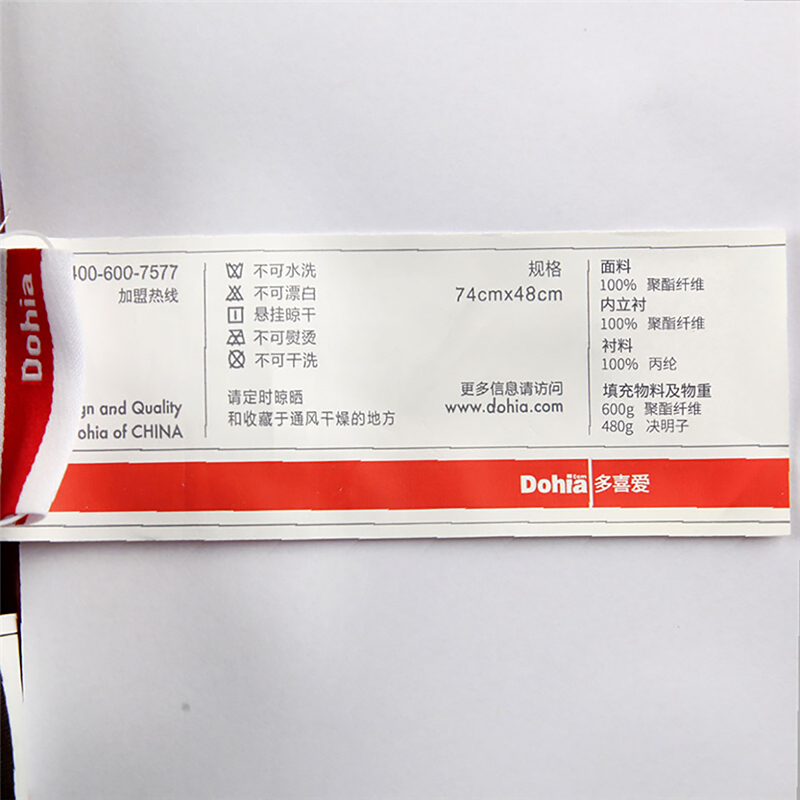 Dohia
400-600-7577
加盟热线
gn and Quality
ohia of CHINA
不可水洗
不可漂白
悬挂晾干
不可熨烫
不可干洗
请定时晾晒
和收藏于通风干燥的地方
规格
74cmx48cm
更多信息请访问
www.dohia.com
面料
100% 聚酯纤维
内立衬
100% 聚酯纤维
衬料
100% 丙纶
填充物料及物重
600g 聚酯纤维
480g 决明子
Dohia 多喜爱